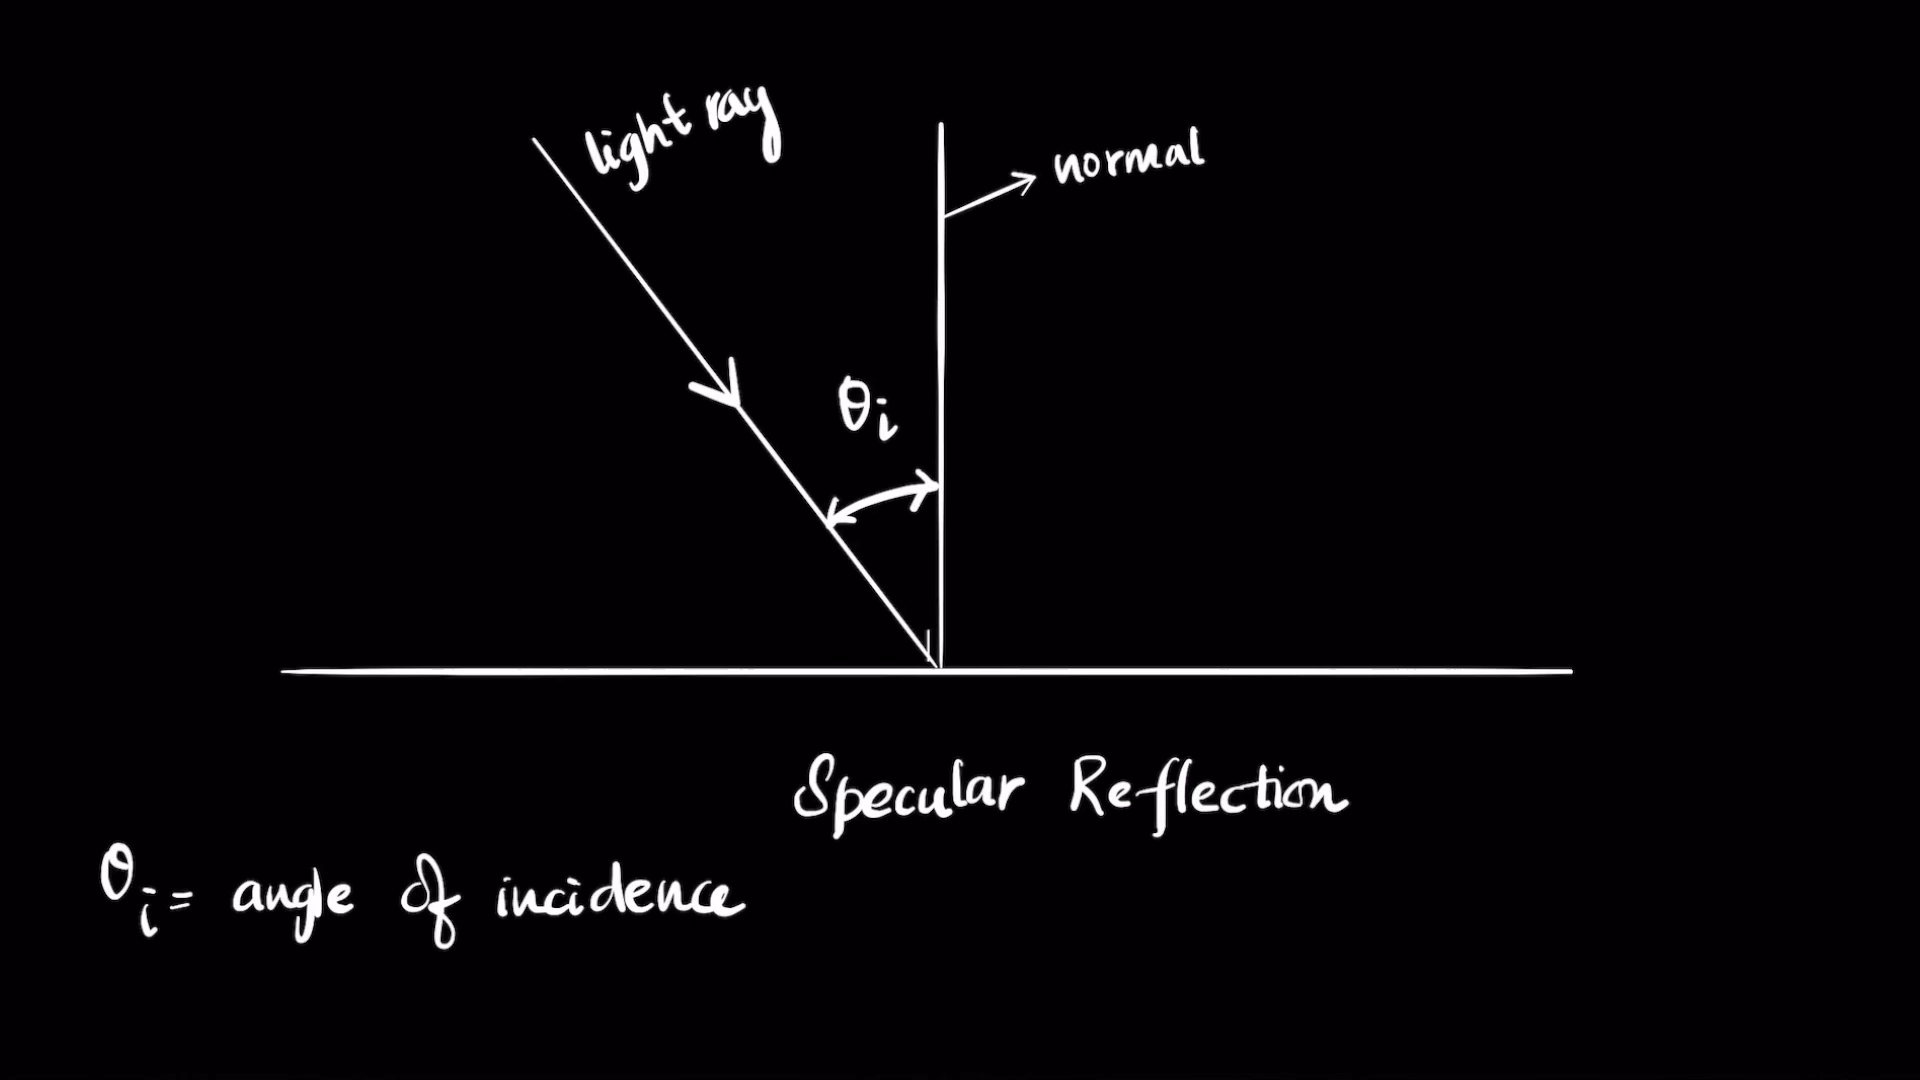 light ray
normal
θi
Specular Reflection
θi = angle of incidence